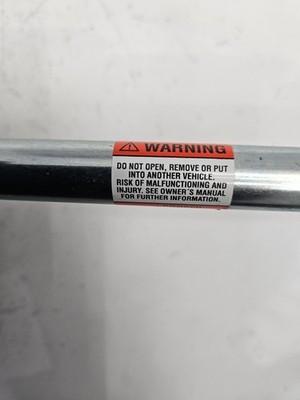 WARNING
DO NOT OPEN, REMOVE OR PUT
INTO ANOTHER VEHICLE.
RISK OF MALFUNCTIONING AND
INJURY. SEE OWNER'S MANUAL
FOR FURTHER INFORMATION.